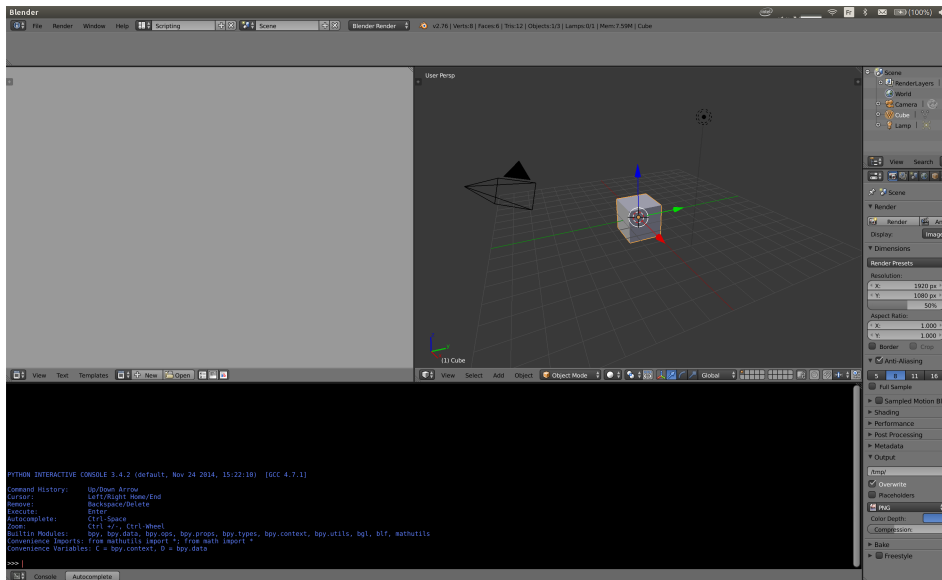 Blender
Fr (100%)
File Render Window Help Scripting Scene Blender Render v2.76 | Verts:8 | Faces:6 | Tris:12 | Objects:1/3 | Lamps:0/1 | Mem:7.59M | Cube
User Persp
(1) Cube
View Text Templates New Open
View Select Add Object Object Mode Global
PYTHON INTERACTIVE CONSOLE 3.4.2 (default, Nov 24 2014, 15:22:10) [GCC 4.7.1]
Command History: Up/Down Arrow
Cursor: Left/Right Home/End
Remove: Backspace/Delete
Execute: Enter
Autocomplete: Ctrl-Space
Zoom: Ctrl +/-, Ctrl-Wheel
Builtin Modules: bpy, bpy.data, bpy.ops, bpy.props, bpy.types, bpy.context, bpy.utils, bgl, blf, mathutils
Convenience Imports: from mathutils import *; from math import *
Convenience Variables: C = bpy.context, D = bpy.data
>>>
Console Autocomplete
Scene
RenderLayers
World
Camera
Cube
Lamp
View Search
Scene
Render
Render An
Display: Image
Dimensions
Render Presets
Resolution:
X: 1920 px
Y: 1080 px
50%
Aspect Ratio:
X: 1.000
Y: 1.000
Border Crop
Anti-Aliasing
5 8 11 16
Full Sample
Sampled Motion Bl
Shading
Performance
Post Processing
Metadata
Output
/tmp/
Overwrite
Placeholders
PNG
Color Depth:
Compression:
Bake
Freestyle